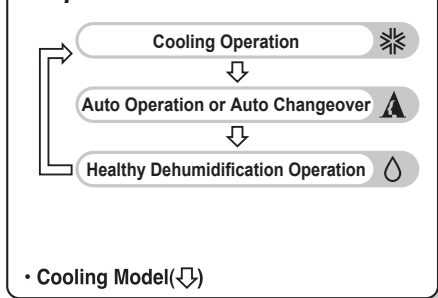 Cooling Operation
Auto Operation or Auto Changeover
Healthy Dehumidification Operation
• Cooling Model(⇩)